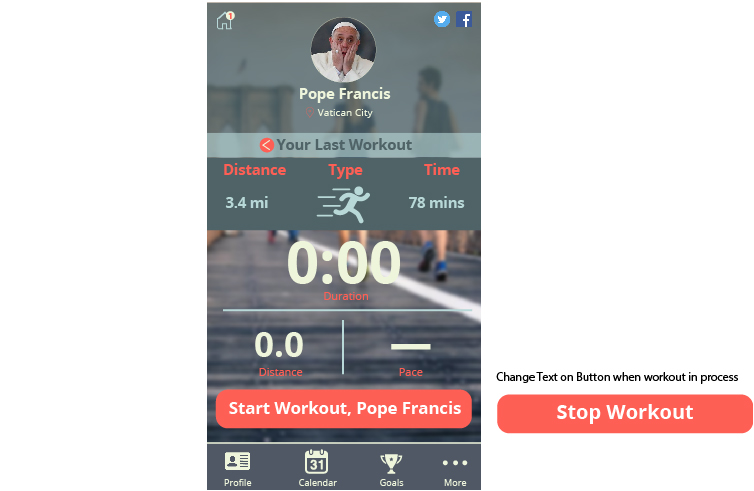 1
Pope Francis
Vatican City
Your Last Workout
Distance Type Time
3.4 mi 78 mins
0:00
Duration
0.0 —
Distance Pace
Change Text on Button when workout in process
Start Workout, Pope Francis
Stop Workout
31
Profile Calendar Goals More